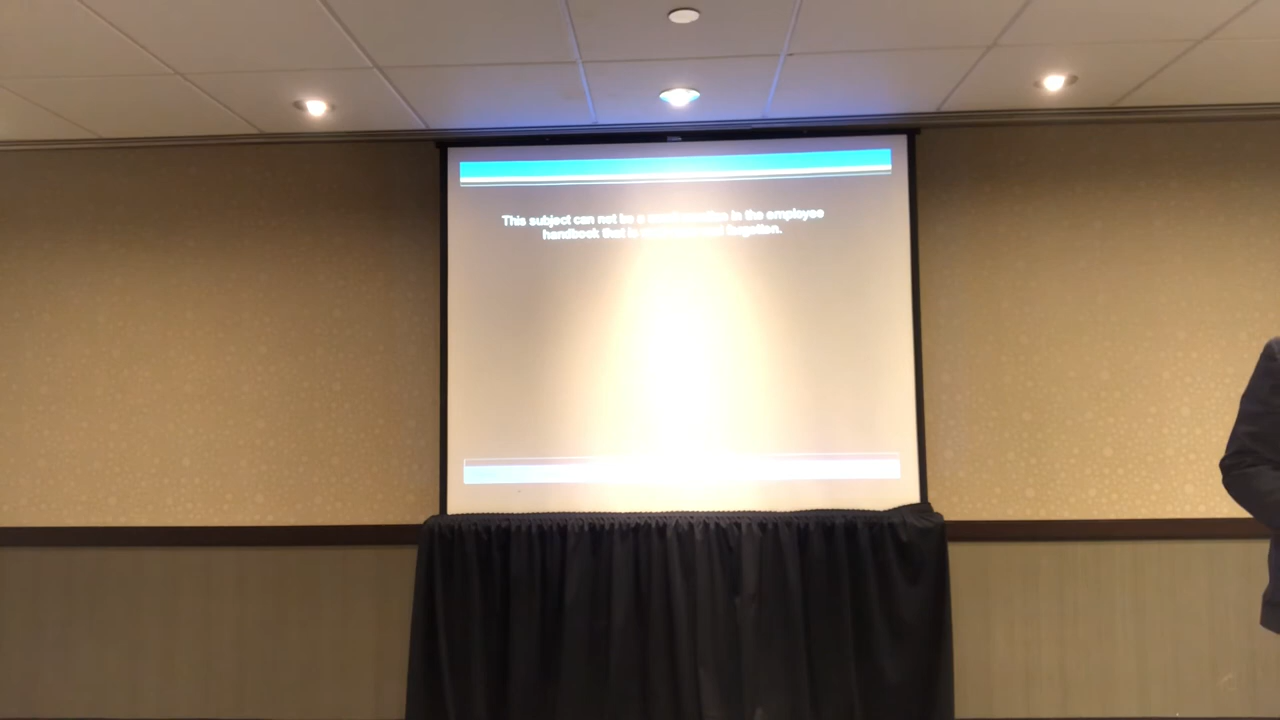 This subject can not be a in the employee
handbook that is forgotten.